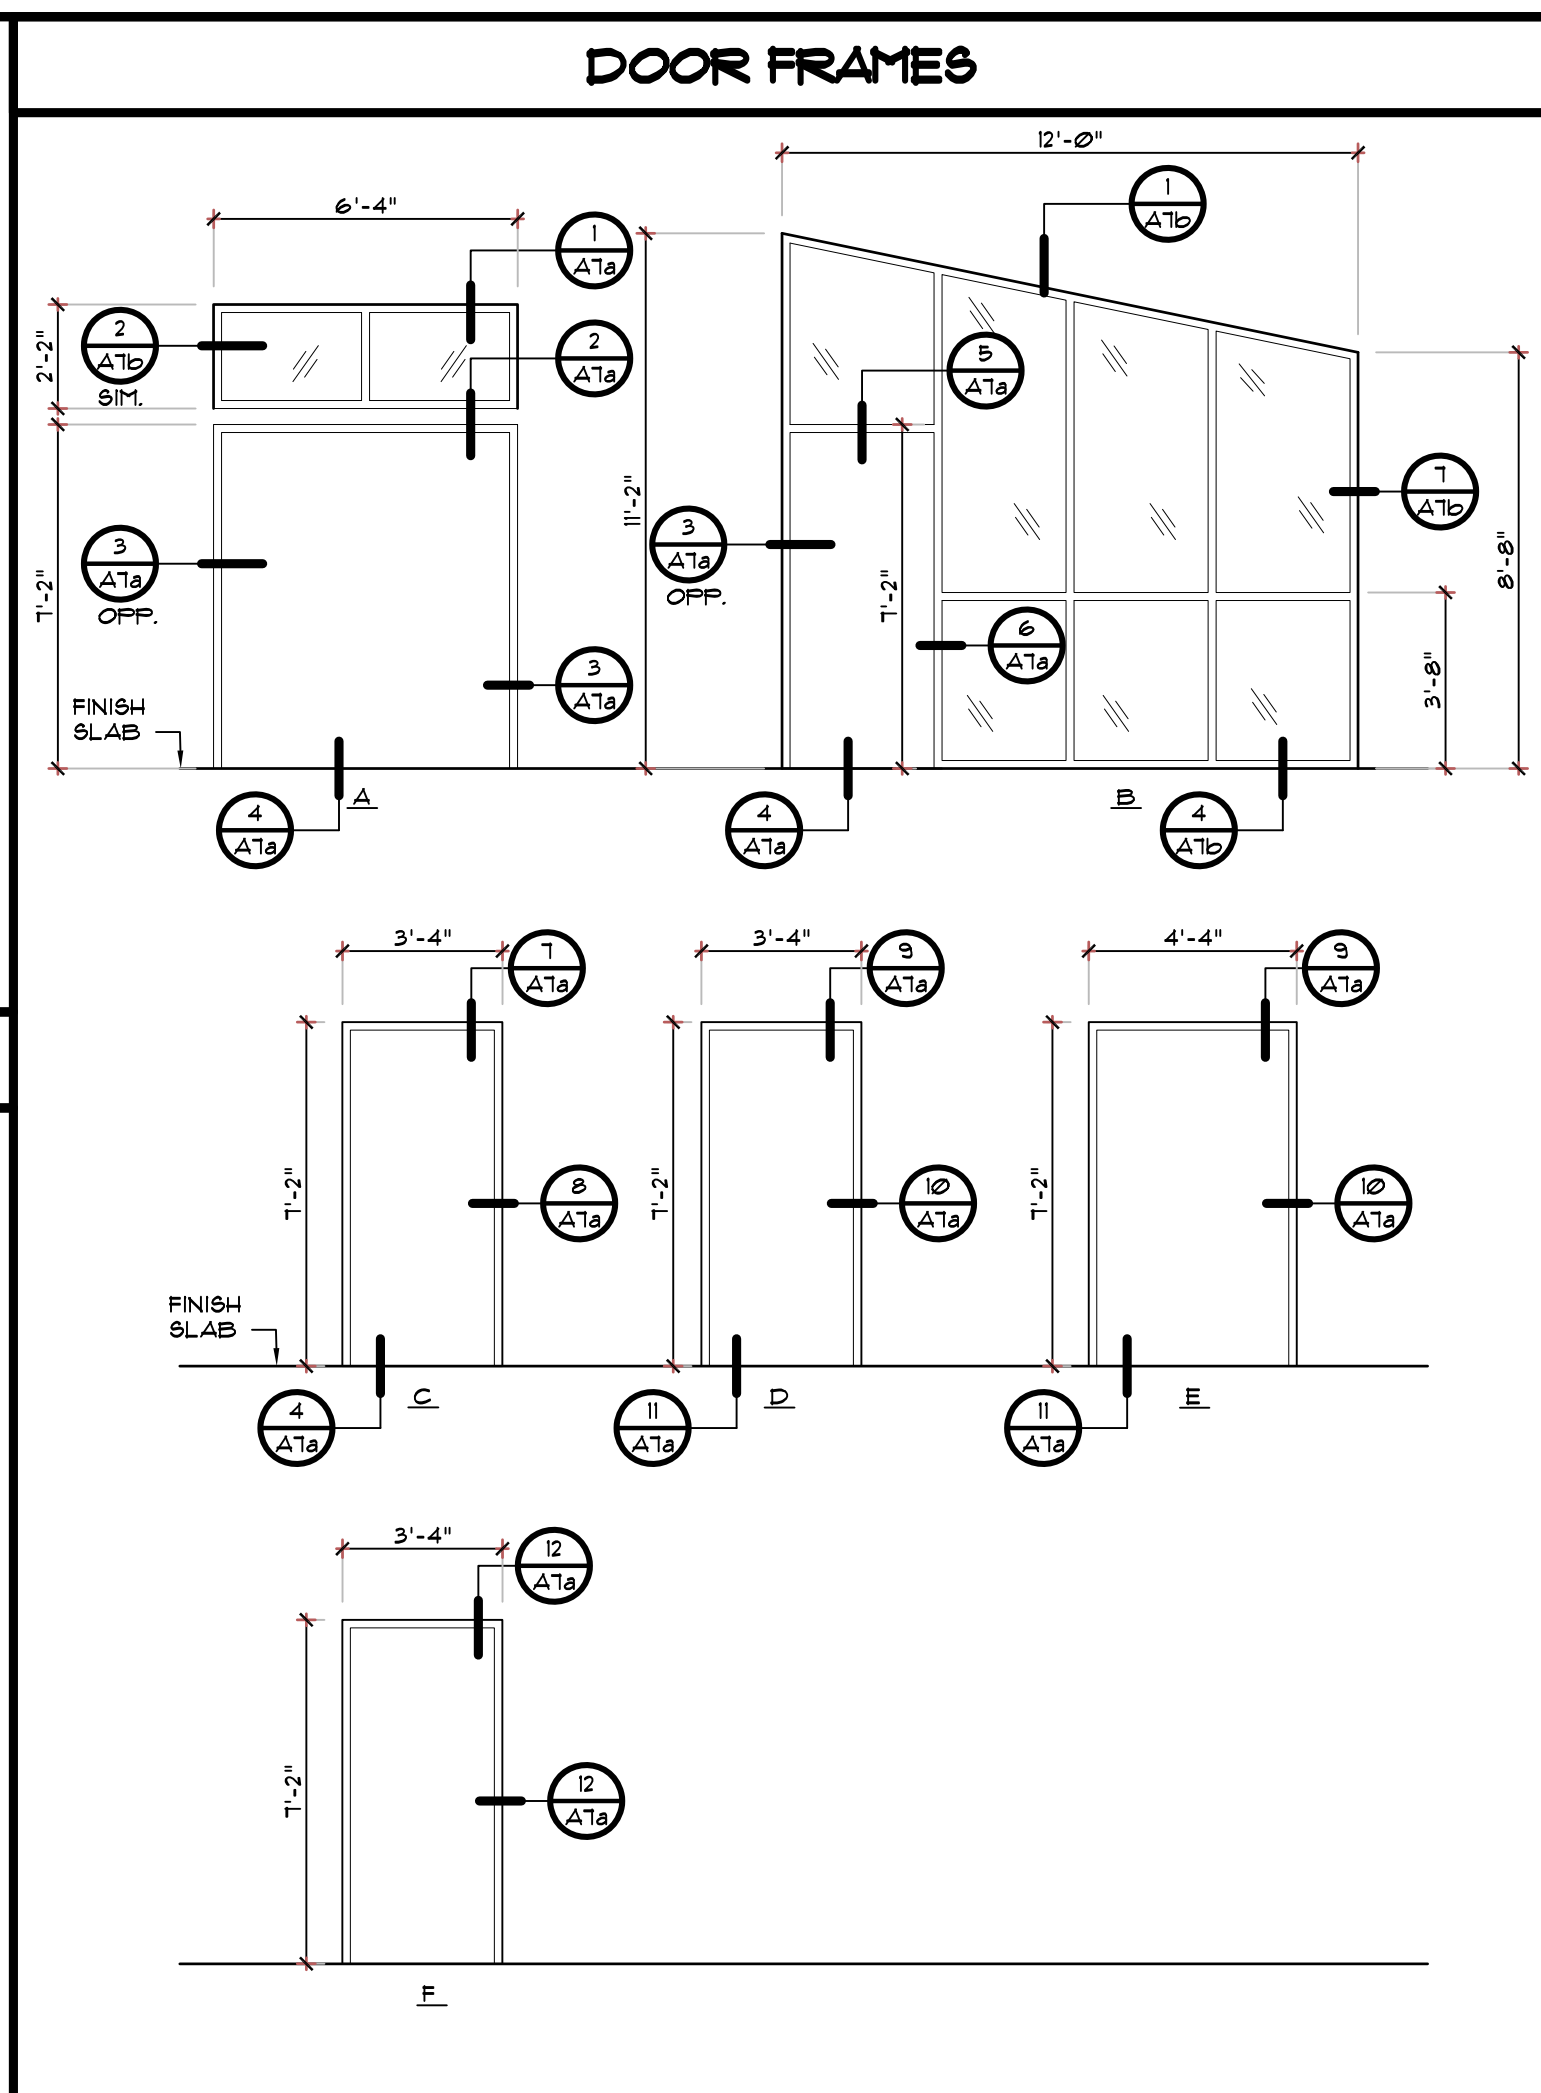 DOOR FRAMES
12'-0"
6'-4"
1
A7a
1
A7b
2
A7b
SIM.
2'-2"
2
A7a
5
A7a
11'-2"
3
A7a
OPP.
7'-2"
3
A7a
OPP.
7'-2"
7
A7b
8'-8"
3'-8"
6
A7a
3
A7a
FINISH
SLAB
4
A7a
A
4
A7a
B
4
A7b
3'-4"
7
A7a
3'-4"
9
A7a
4'-4"
9
A7a
7'-2"
8
A7a
7'-2"
10
A7a
7'-2"
10
A7a
FINISH
SLAB
4
A7a
C
11
A7a
D
11
A7a
E
3'-4"
12
A7a
7'-2"
12
A7a
F